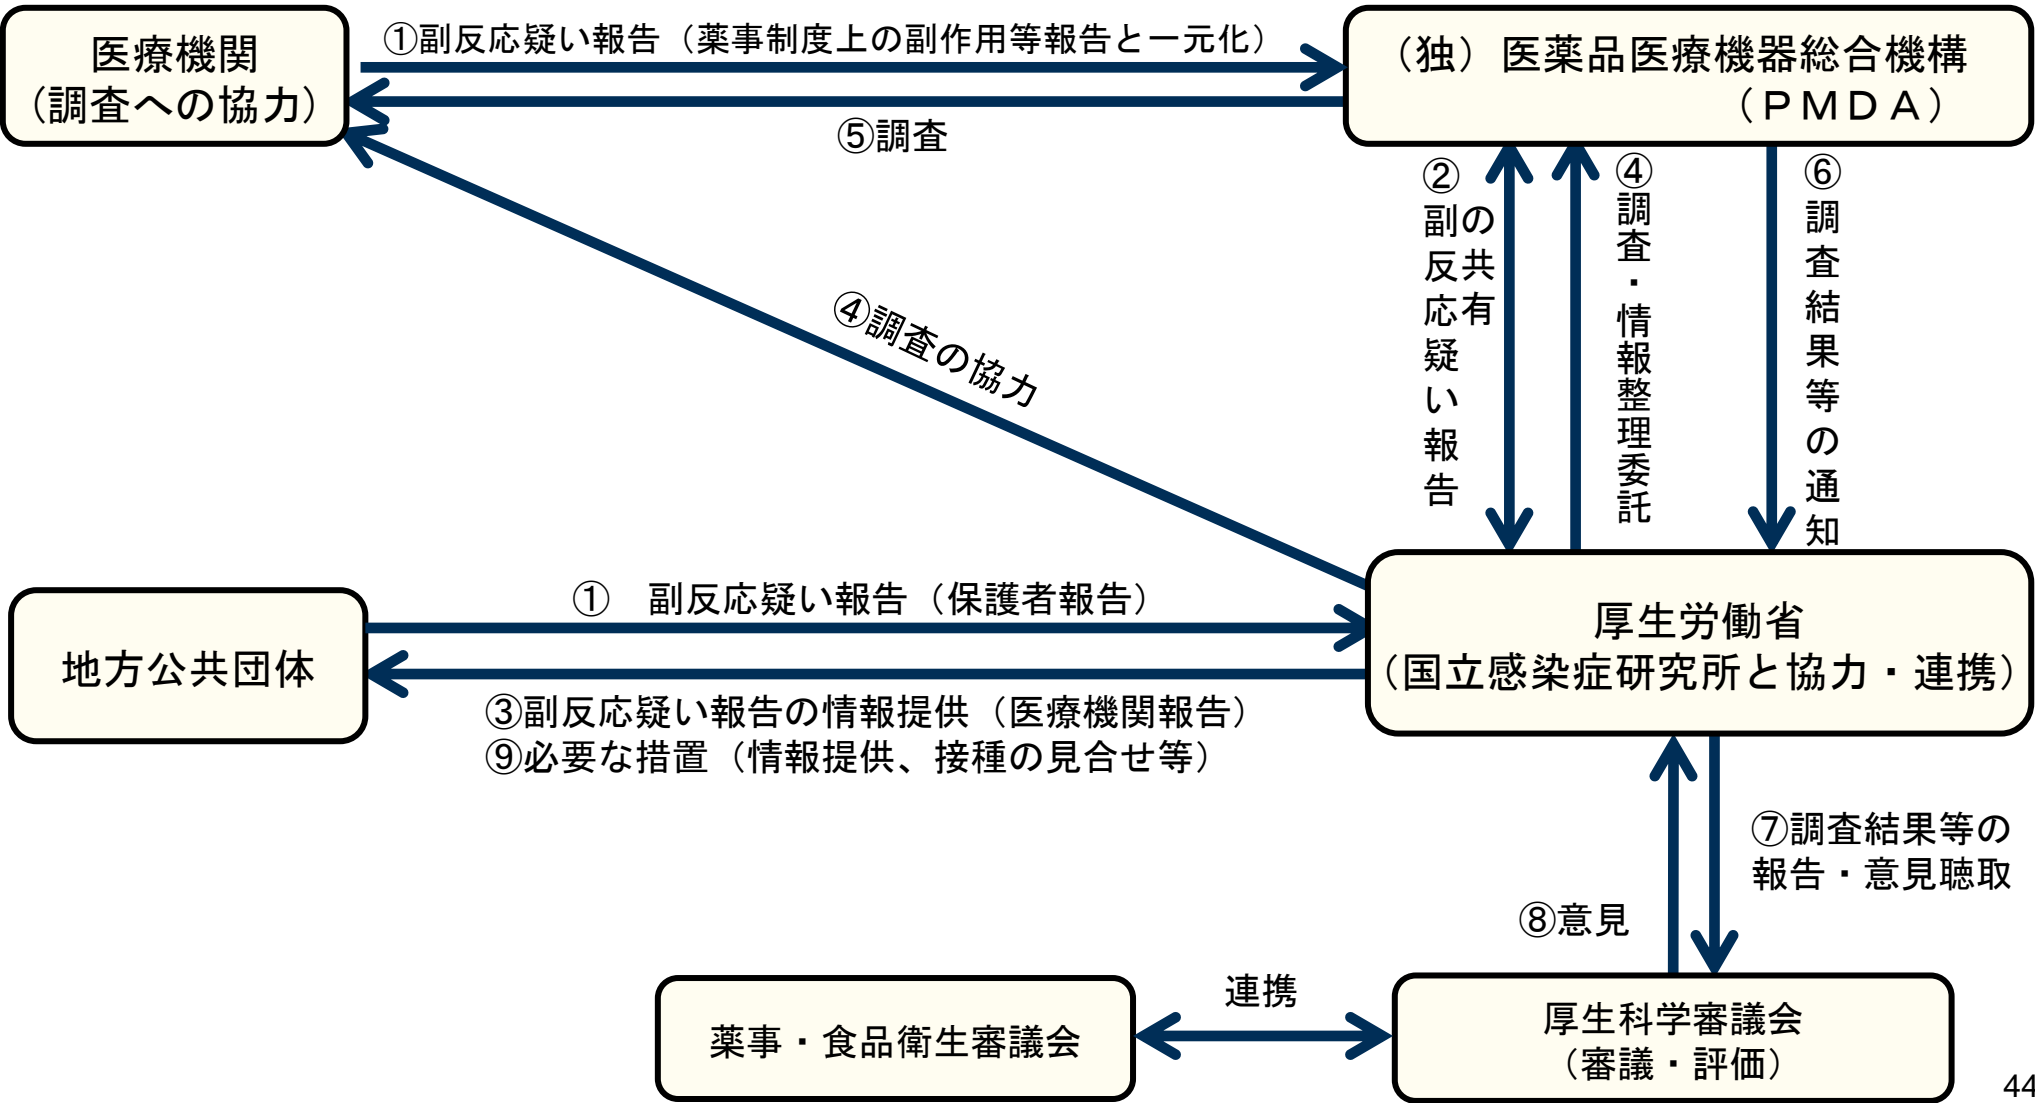 医療機関
（調査への協力）
①副反応疑い報告（薬事制度上の副作用等報告と一元化）
（独）医薬品医療機器総合機構
（ＰＭＤＡ）
⑤調査
②副反応疑い報告
の共有
④調査・情報整理委託
⑥調査結果等の通知
④調査の協力
① 副反応疑い報告（保護者報告）
地方公共団体
厚生労働省
（国立感染症研究所と協力・連携）
③副反応疑い報告の情報提供（医療機関報告）
⑨必要な措置（情報提供、接種の見合せ等）
⑦調査結果等の
報告・意見聴取
⑧意見
連携
薬事・食品衛生審議会
厚生科学審議会
（審議・評価）
44